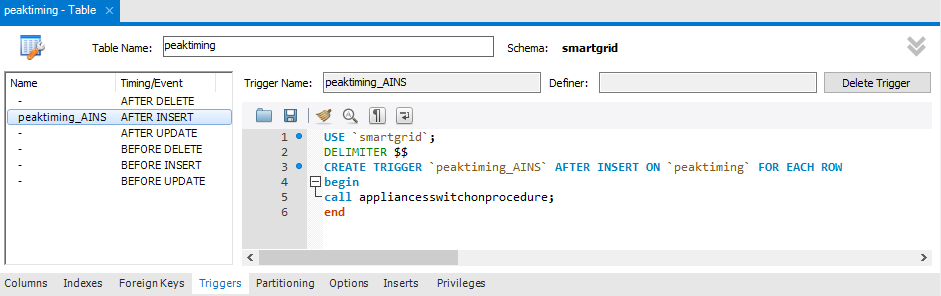 peaktiming - Table ×
Table Name: peaktiming Schema: smartgrid
Name Timing/Event
- AFTER DELETE
peaktiming_AINS AFTER INSERT
- AFTER UPDATE
- BEFORE DELETE
- BEFORE INSERT
- BEFORE UPDATE
Trigger Name: peaktiming_AINS Definer: Delete Trigger
1 USE `smartgrid`;
2 DELIMITER $$
3 CREATE TRIGGER `peaktiming_AINS` AFTER INSERT ON `peaktiming` FOR EACH ROW
4 begin
5 call appliancesswitchonprocedure;
6 end
Columns Indexes Foreign Keys Triggers Partitioning Options Inserts Privileges